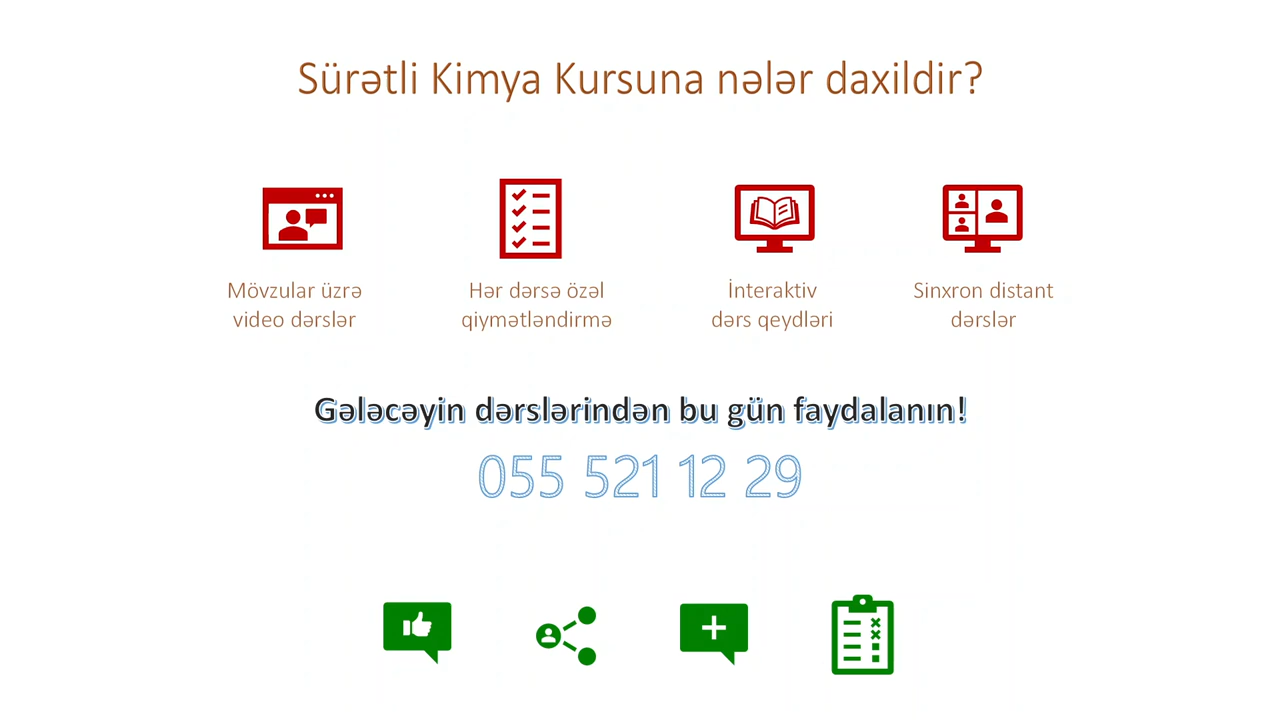 Sürətli Kimya Kursuna nələr daxildir?
Mövzular üzrə
video dərslər
Hər dərsə özəl
qiymətləndirmə
İnteraktiv
dərs qeydləri
Sinxron distant
dərslər
Gələcəyin dərslərindən bu gün faydalanın!
055 521 12 29